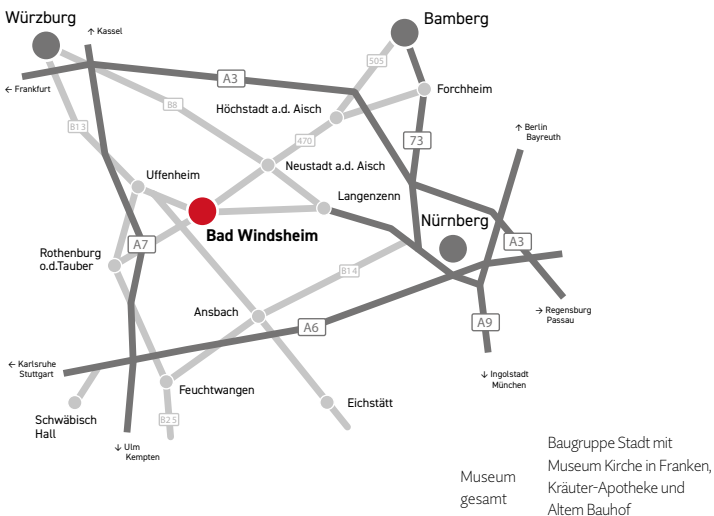 Würzburg
Bamberg
↑ Kassel
505
← Frankfurt
A3
Forchheim
B8
Höchstadt a.d. Aisch
B13
↑ Berlin
Bayreuth
470
73
Neustadt a.d. Aisch
Uffenheim
Langenzenn
Nürnberg
Bad Windsheim
A7
A3
Rothenburg
o.d.Tauber
B14
Ansbach
→ Regensburg
Passau
A6
A9
← Karlsruhe
Stuttgart
↓ Ingolstadt
München
Feuchtwangen
Eichstätt
Schwäbisch
Hall
B25
↓ Ulm
Kempten
Museum
gesamt
Baugruppe Stadt mit
Museum Kirche in Franken,
Kräuter-Apotheke und
Altem Bauhof